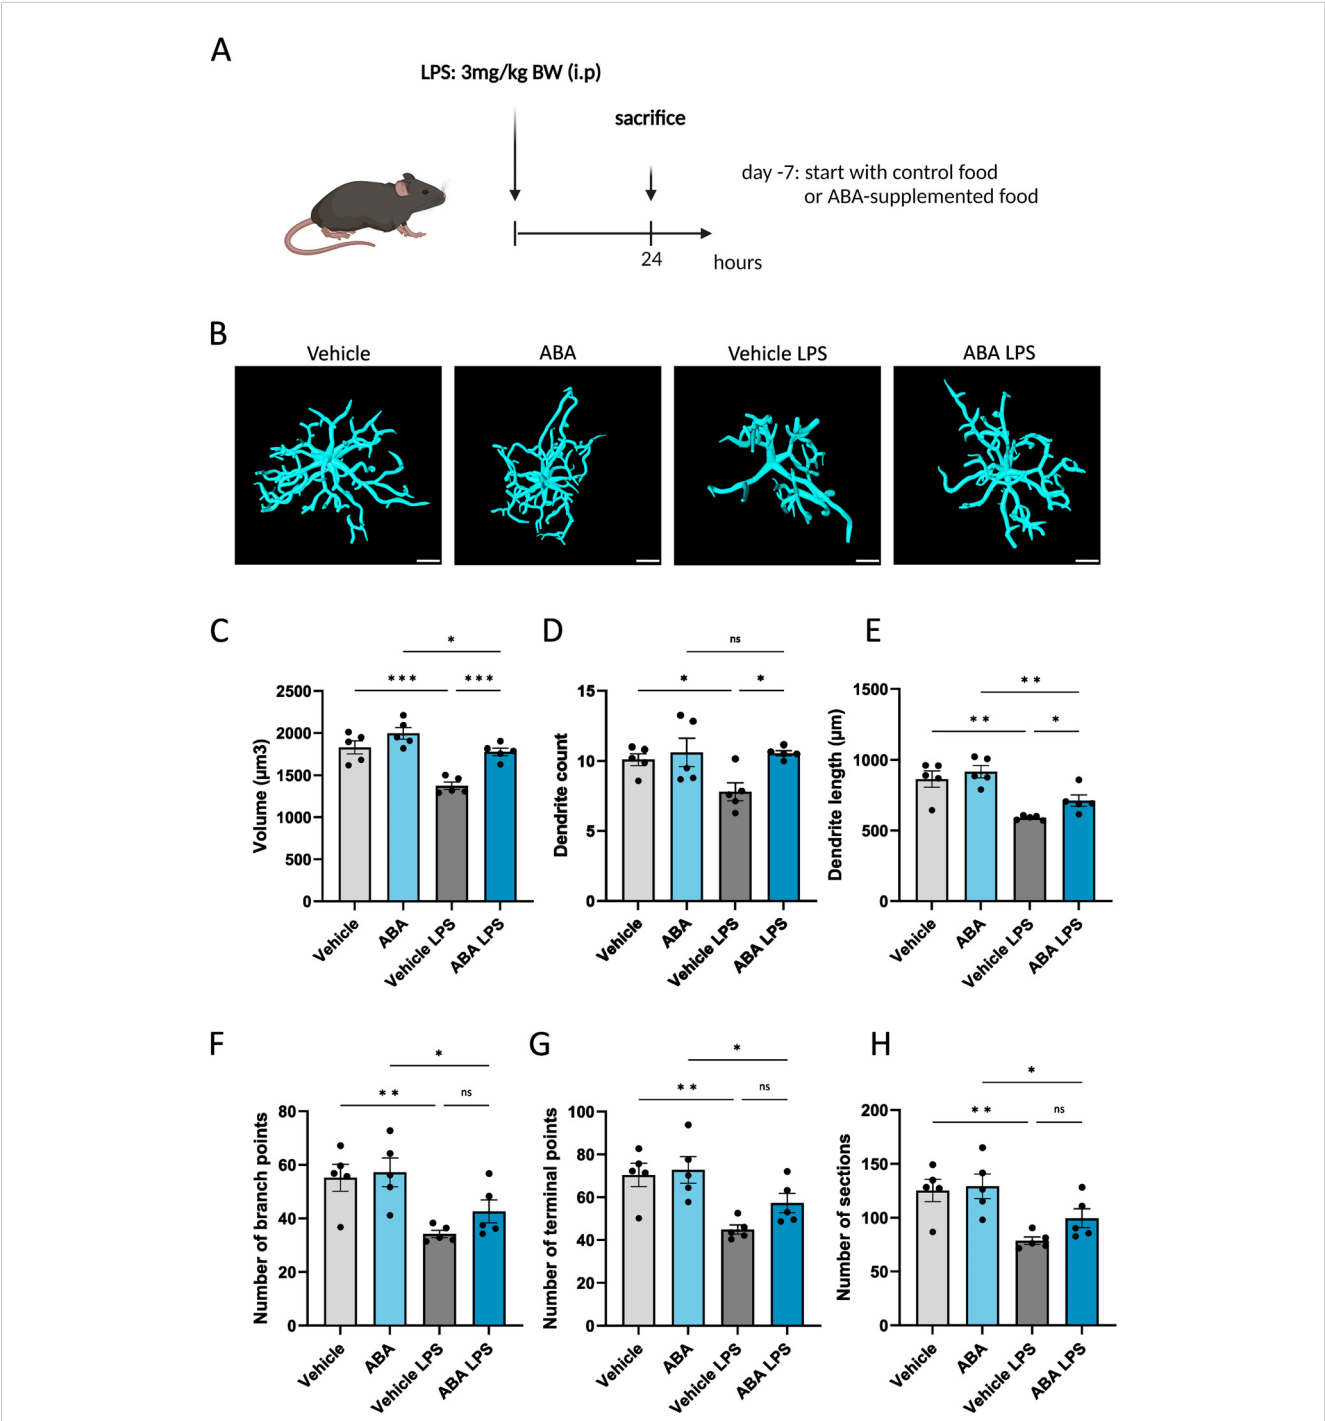 A
LPS: 3mg/kg BW (i.p)
sacrifice
day -7: start with control food
or ABA-supplemented food
24
hours
B
Vehicle
ABA
Vehicle LPS
ABA LPS
C
*
***
***
2500
2000
1500
1000
500
0
Volume (µm3)
Vehicle
ABA
Vehicle LPS
ABA LPS
D
ns
*
*
15
10
5
0
Dendrite count
Vehicle
ABA
Vehicle LPS
ABA LPS
E
**
**
*
1500
1000
500
0
Dendrite length (µm)
Vehicle
ABA
Vehicle LPS
ABA LPS
F
*
**
ns
80
60
40
20
0
Number of branch points
Vehicle
ABA
Vehicle LPS
ABA LPS
G
*
**
ns
100
80
60
40
20
0
Number of terminal points
Vehicle
ABA
Vehicle LPS
ABA LPS
H
*
**
ns
200
150
100
50
0
Number of sections
Vehicle
ABA
Vehicle LPS
ABA LPS